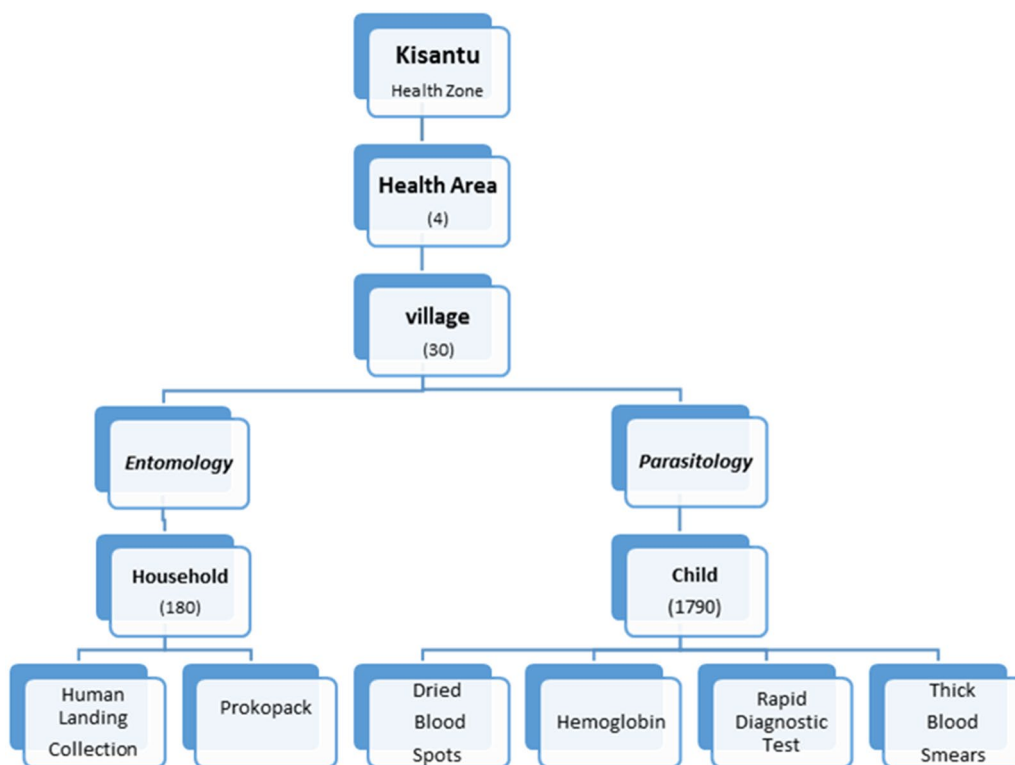 Kisantu
Health Zone
Health Area
(4)
village
(30)
Entomology
Parasitology
Household
(180)
Child
(1790)
Human
Landing
Collection
Prokopack
Dried
Blood
Spots
Hemoglobin
Rapid
Diagnostic
Test
Thick
Blood
Smears